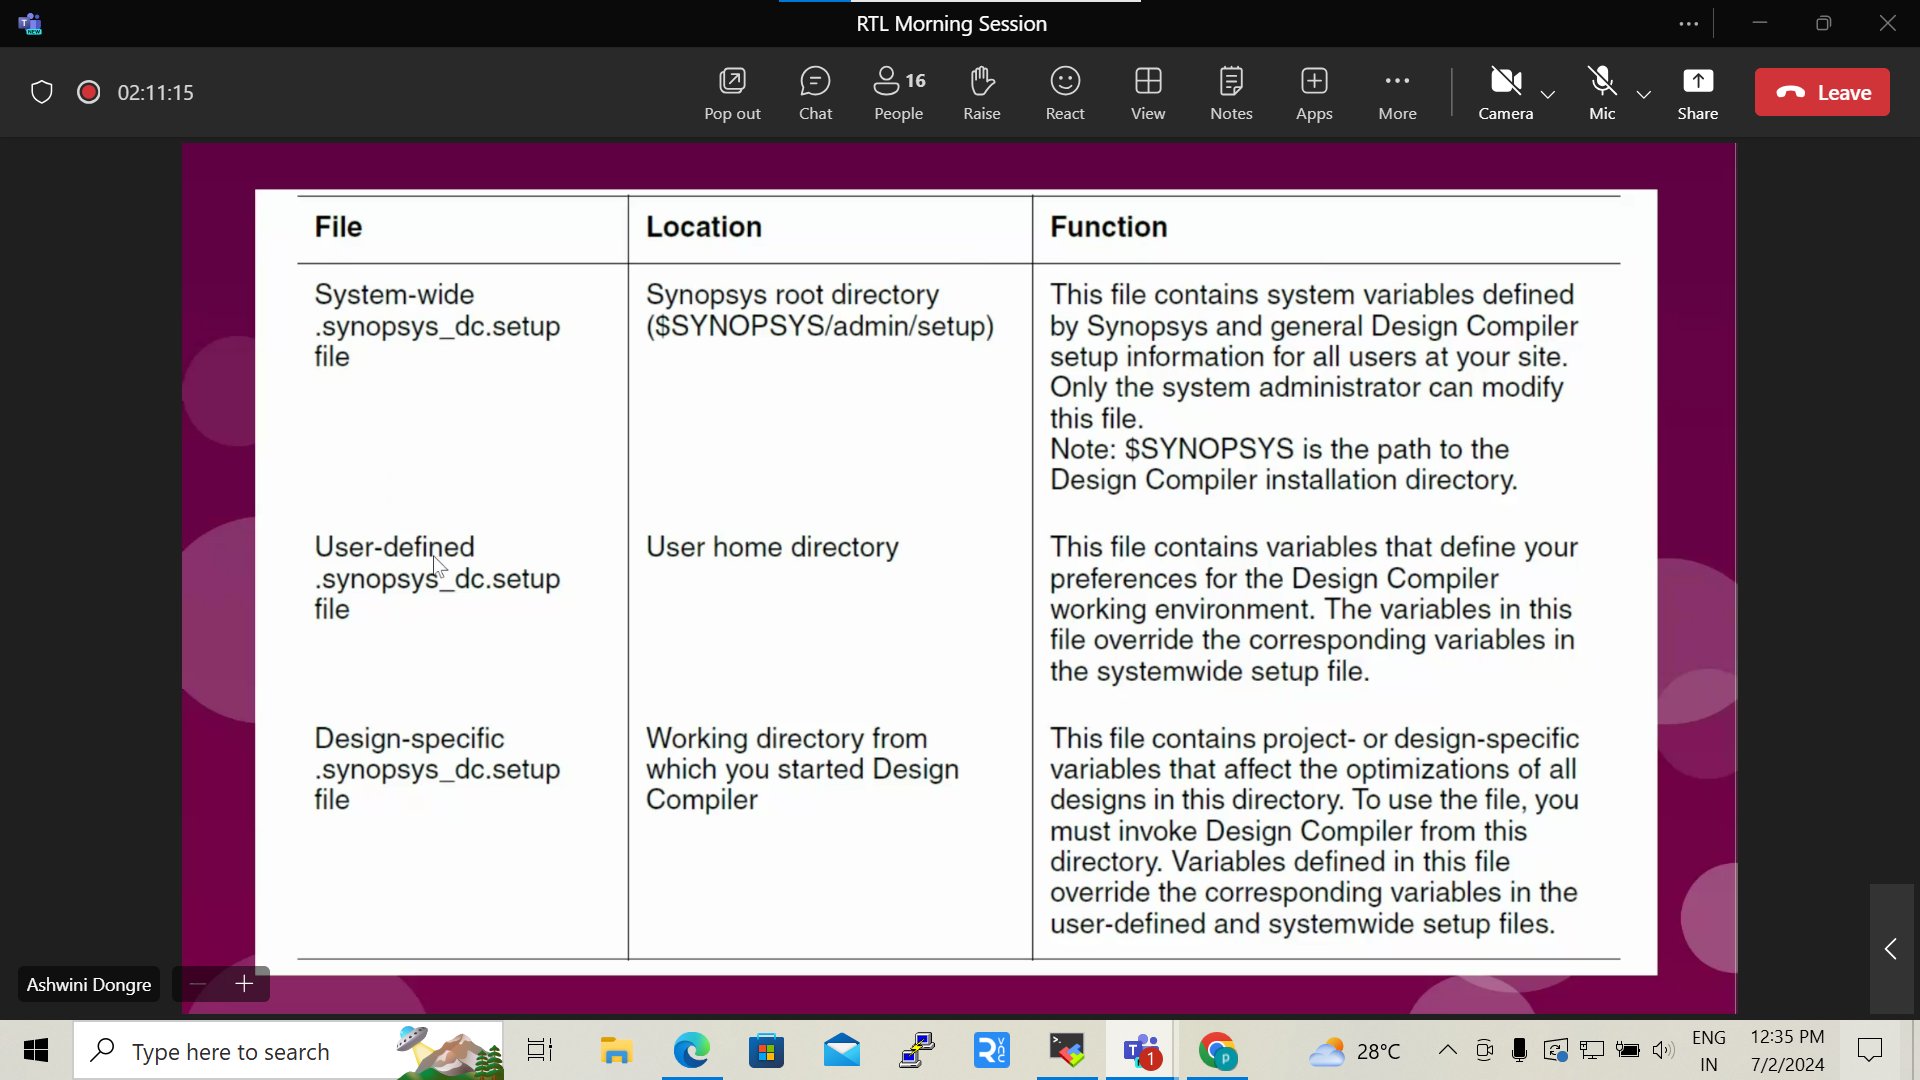 RTL Morning Session
02:11:15
Pop out
Chat
16
People
Raise
React
View
Notes
Apps
More
Camera
Mic
Share
Leave
File
Location
Function
System-wide
.synopsys_dc.setup
file
Synopsys root directory
($SYNOPSYS/admin/setup)
This file contains system variables defined
by Synopsys and general Design Compiler
setup information for all users at your site.
Only the system administrator can modify
this file.
Note: $SYNOPSYS is the path to the
Design Compiler installation directory.
User-defined
.synopsys_dc.setup
file
User home directory
This file contains variables that define your
preferences for the Design Compiler
working environment. The variables in this
file override the corresponding variables in
the systemwide setup file.
Design-specific
.synopsys_dc.setup
file
Working directory from
which you started Design
Compiler
This file contains project- or design-specific
variables that affect the optimizations of all
designs in this directory. To use the file, you
must invoke Design Compiler from this
directory. Variables defined in this file
override the corresponding variables in the
user-defined and systemwide setup files.
Ashwini Dongre
Type here to search
1
p
28°C
ENG
IN
12:35 PM
7/2/2024